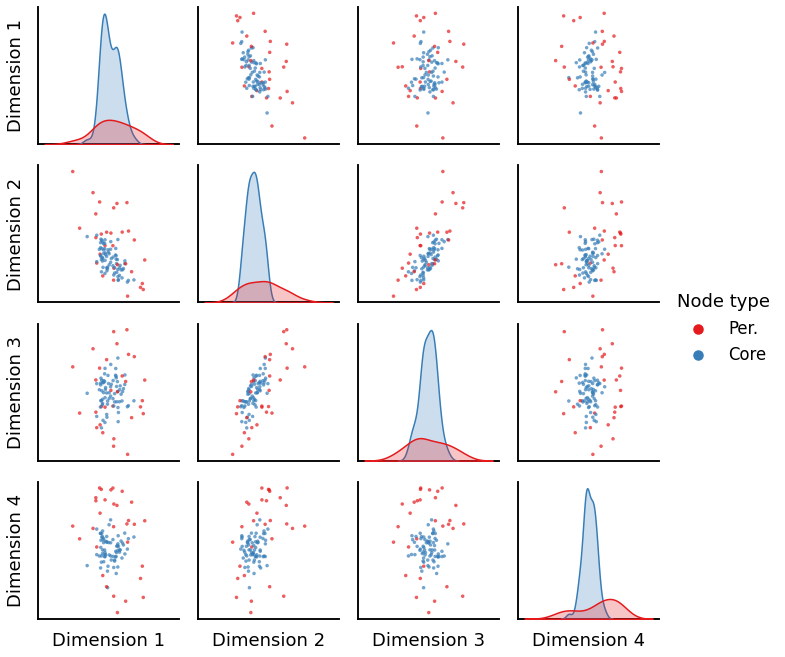 Dimension 1
Dimension 2
Node type
Per.
Core
Dimension 3
Dimension 4
Dimension 1
Dimension 2
Dimension 3
Dimension 4